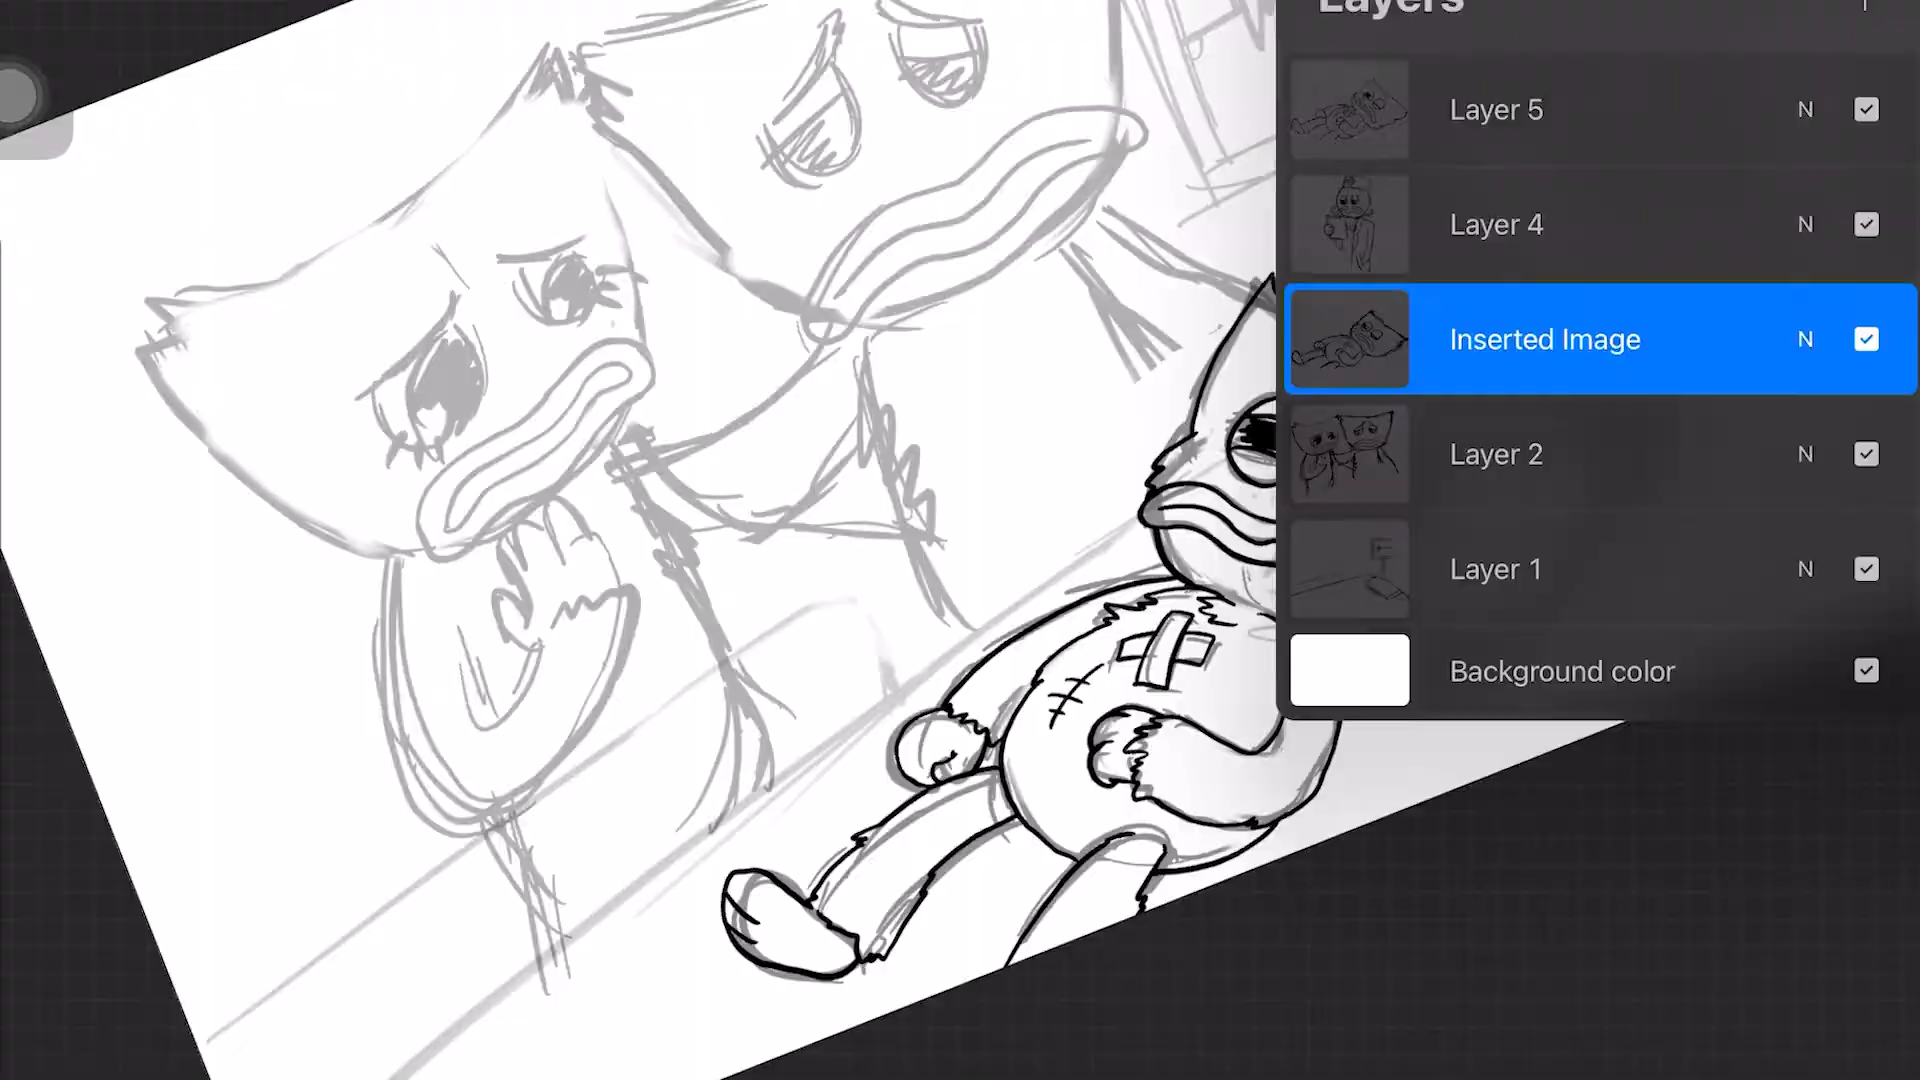 Layers
Layer 5 N
Layer 4 N
Inserted Image N
Layer 2 N
Layer 1 N
Background color